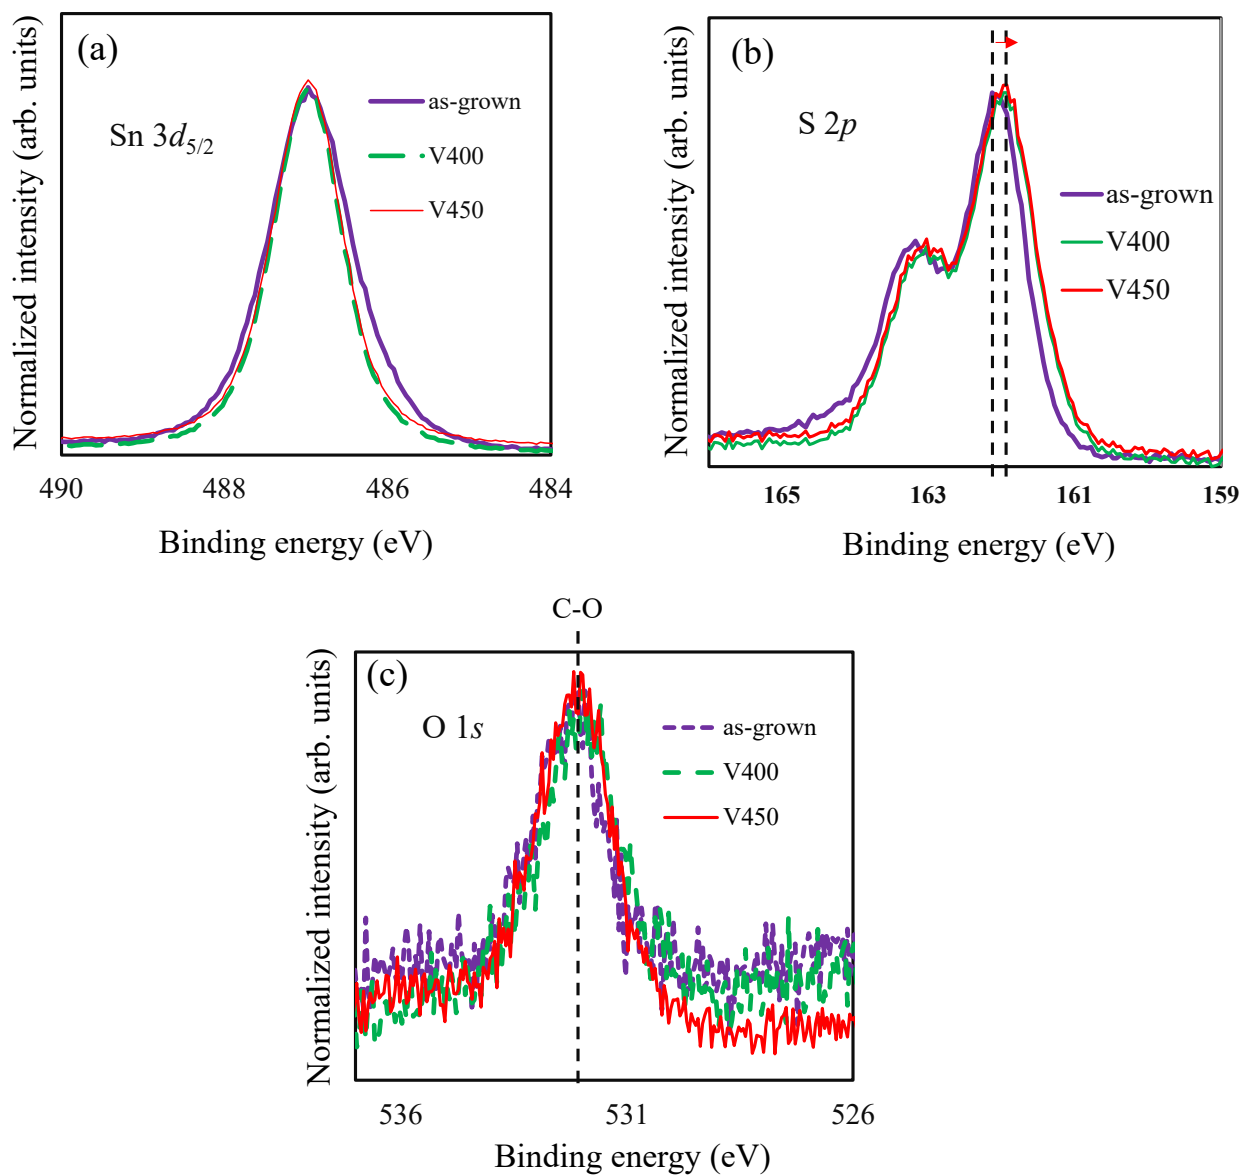 (a)
Sn 3d5/2
as-grown
V400
V450
Normalized intensity (arb. units)
490 488 486 484
Binding energy (eV)
(b)
S 2p
as-grown
V400
V450
Normalized intensity (arb. units)
165 163 161 159
Binding energy (eV)
C-O
(c)
O 1s
as-grown
V400
V450
Normalized intensity (arb. units)
536 531 526
Binding energy (eV)